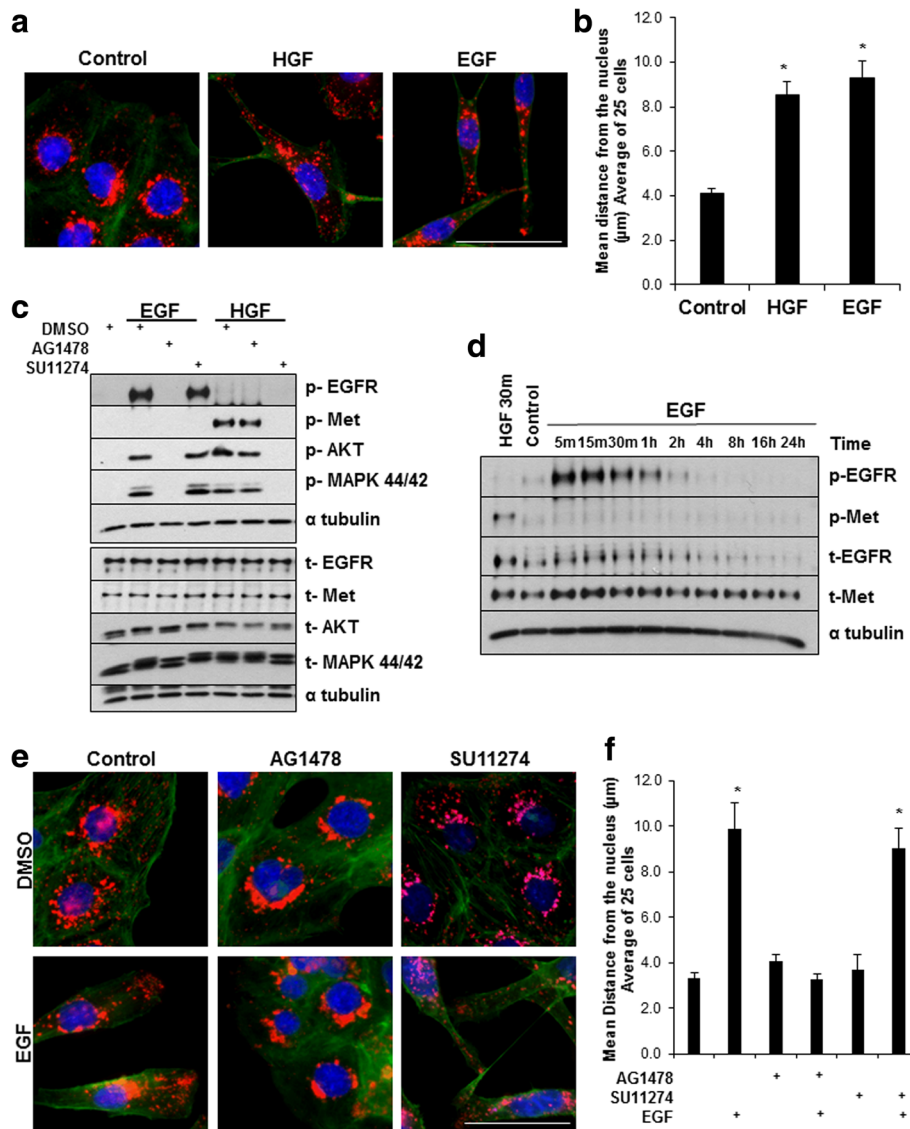 a
Control HGF EGF
b
Mean distance from the nucleus
(µm) Average of 25 cells
12.0
10.0
8.0
6.0
4.0
2.0
0.0
* *
Control HGF EGF
c
EGF HGF
DMSO + + +
AG1478 + +
SU11274 + +
p- EGFR
p- Met
p- AKT
p- MAPK 44/42
α tubulin
t- EGFR
t- Met
t- AKT
t- MAPK 44/42
α tubulin
d
HGF 30m Control EGF
5m 15m 30m 1h 2h 4h 8h 16h 24h Time
p-EGFR
p-Met
t-EGFR
t-Met
α tubulin
e
Control AG1478 SU11274
DMSO
EGF
f
Mean Distance from the nucleus (µm)
Average of 25 cells
12.0
10.0
8.0
6.0
4.0
2.0
0.0
* *
AG1478 + +
SU11274 + +
EGF + + +